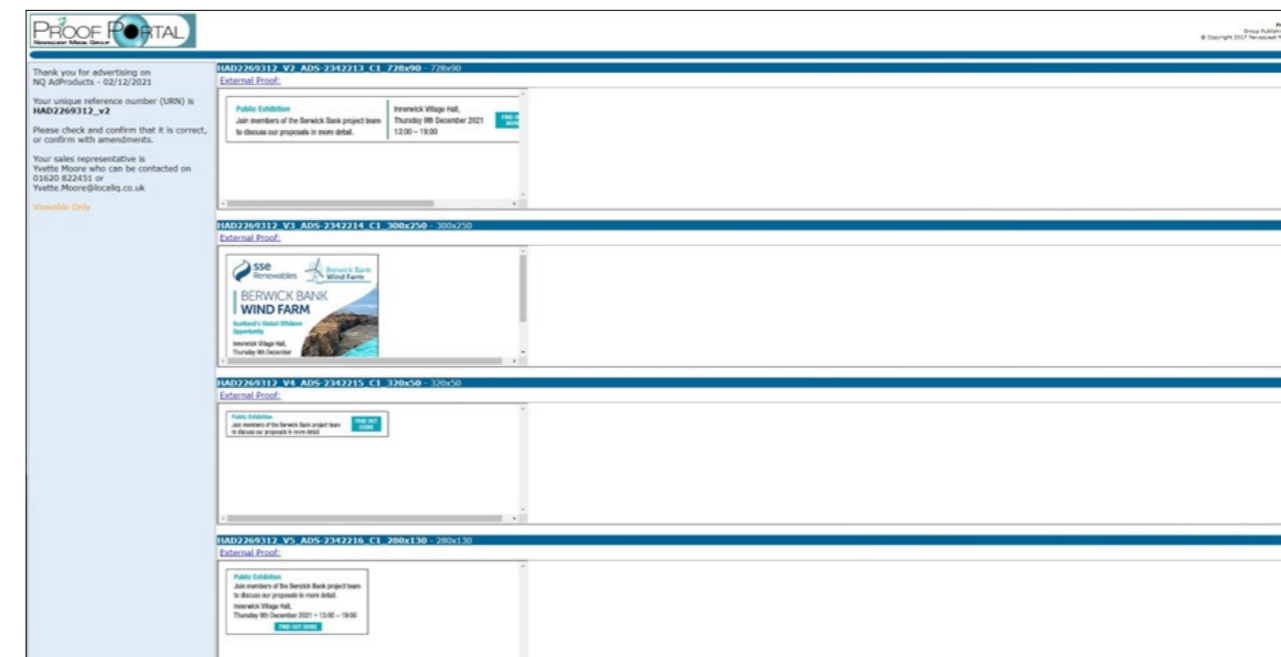 PROOF PORTAL
NEWSQUEST MEDIA GROUP
© Copyright 2017 Newsquest
Thank you for advertising on
NQ AdProducts - 02/12/2021
Your unique reference number (URN) is
HAD2269312_v2
Please check and confirm that it is correct,
or confirm with amendments.
Your sales representative is
Yvette Moore who can be contacted on
01620 822451 or
Yvette.Moore@localiq.co.uk
Viewable Only
HAD2269312_V2_ADS-2342213_C1_728x90 - 728x90
External Proof:
Public Exhibition
Join members of the Berwick Bank project team
to discuss our proposals in more detail.
Innerwick Village Hall,
Thursday 9th December 2021
13:00 – 19:00
HAD2269312_V3_ADS-2342214_C1_300x250 - 300x250
External Proof:
sse
Renewables
Berwick Bank
Wind Farm
BERWICK BANK
WIND FARM
Scotland's Global Offshore
Opportunity
Innerwick Village Hall,
Thursday 9th December
HAD2269312_V4_ADS-2342215_C1_320x50 - 320x50
External Proof:
Public Exhibition
Join members of the Berwick Bank project team
to discuss our proposals in more detail.
FIND OUT
MORE
HAD2269312_V5_ADS-2342216_C1_280x130 - 280x130
External Proof:
Public Exhibition
Join members of the Berwick Bank project team
to discuss our proposals in more detail.
Innerwick Village Hall,
Thursday 9th December 2021 • 13:00 – 19:00
FIND OUT MORE